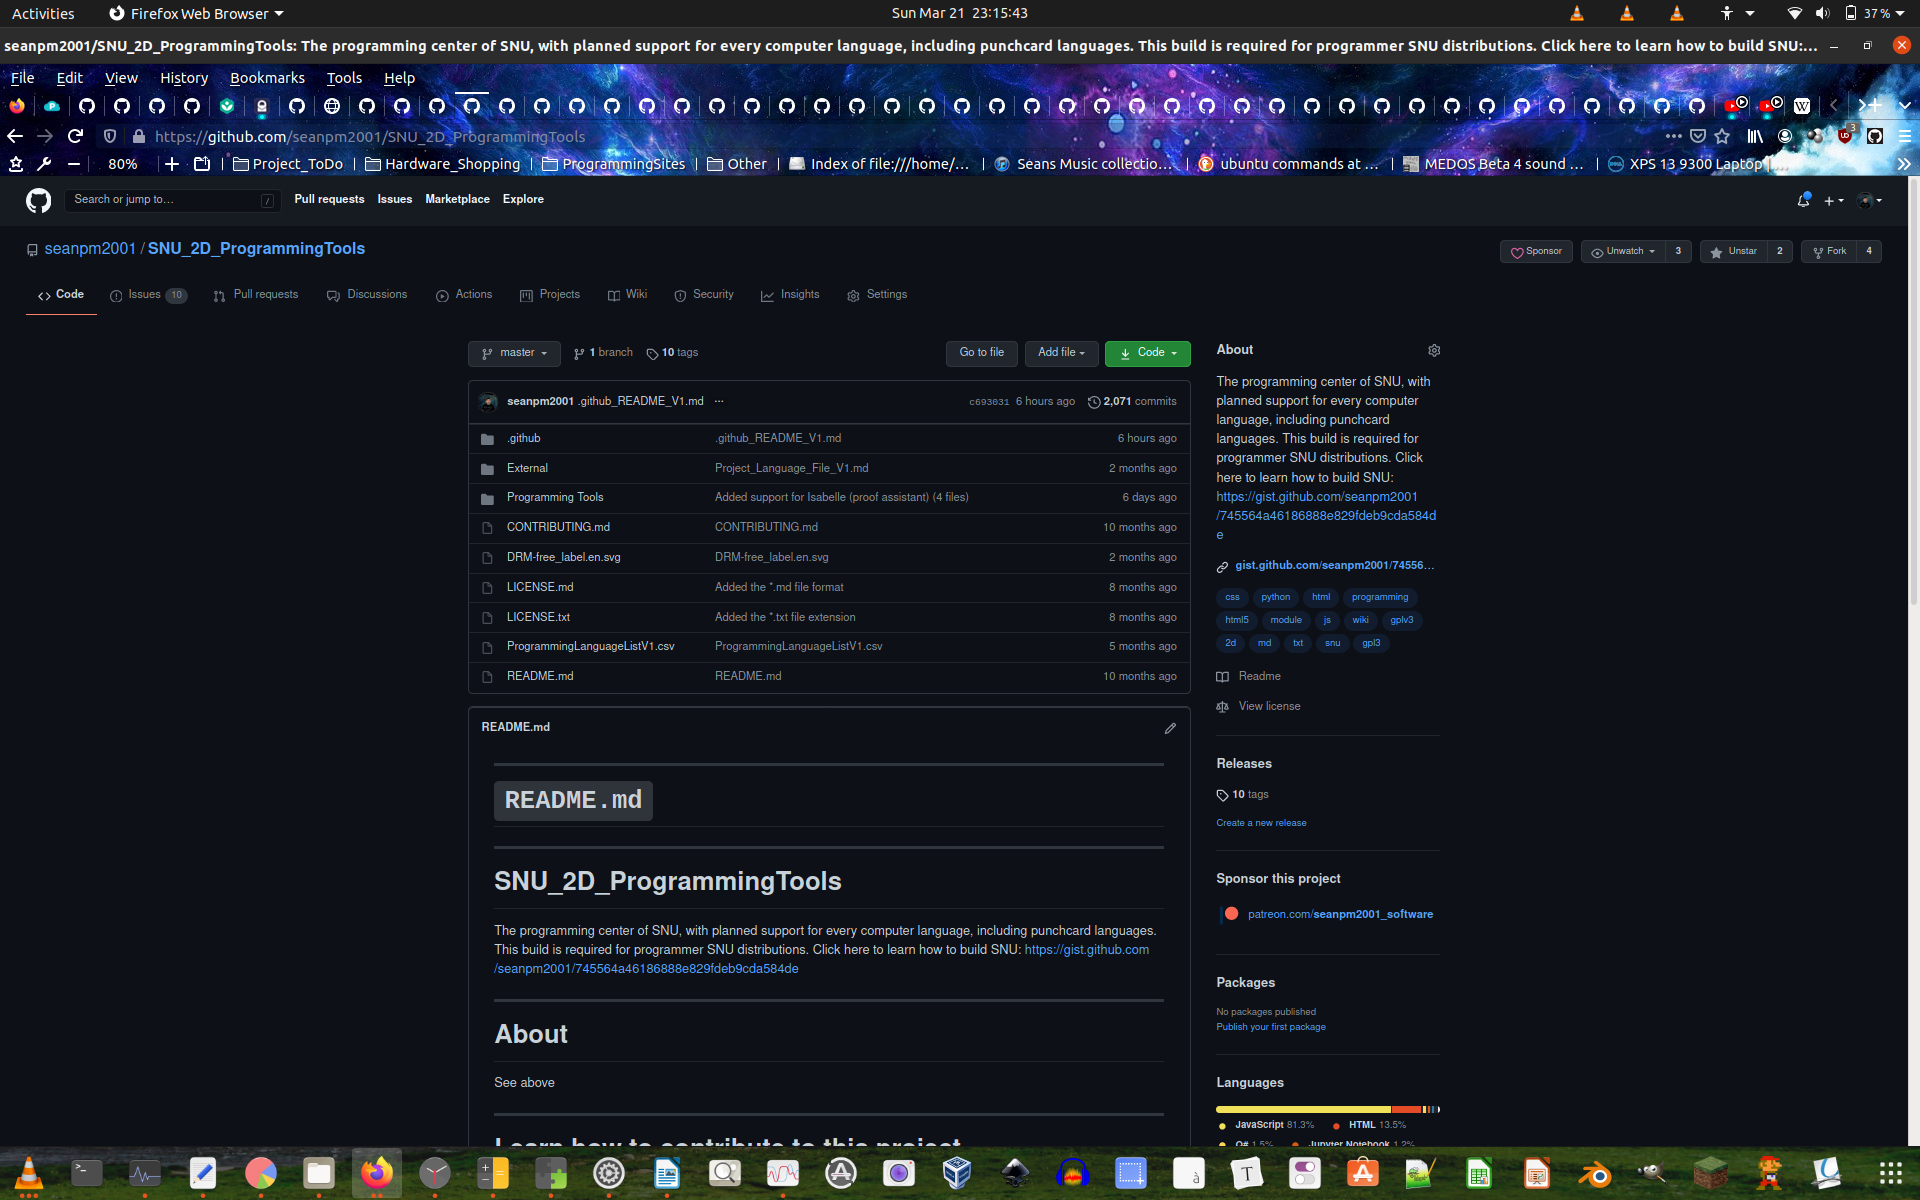 Activities
Firefox Web Browser
Sun Mar 21 23:15:43
37 %
seanpm2001/SNU_2D_ProgrammingTools: The programming center of SNU, with planned support for every computer language, including punchcard languages. This build is required for programmer SNU distributions. Click here to learn how to build SNU:...
File Edit View History Bookmarks Tools Help
https://github.com/seanpm2001/SNU_2D_ProgrammingTools
3
80%
Project_ToDo
Hardware_Shopping
ProgrammingSites
Other
Index of file:///home/...
Seans Music collectio...
ubuntu commands at ...
MEDOS Beta 4 sound ...
XPS 13 9300 Laptop
Search or jump to...
/
Pull requests Issues Marketplace Explore
seanpm2001 / SNU_2D_ProgrammingTools
Sponsor
Unwatch 3
Unstar 2
Fork 4
Code
Issues 10
Pull requests
Discussions
Actions
Projects
Wiki
Security
Insights
Settings
master
1 branch
10 tags
Go to file
Add file
Code
seanpm2001 .github_README_V1.md ...
c693031 6 hours ago 2,071 commits
.github .github_README_V1.md 6 hours ago
External Project_Language_File_V1.md 2 months ago
Programming Tools Added support for Isabelle (proof assistant) (4 files) 6 days ago
CONTRIBUTING.md CONTRIBUTING.md 10 months ago
DRM-free_label.en.svg DRM-free_label.en.svg 2 months ago
LICENSE.md Added the *.md file format 8 months ago
LICENSE.txt Added the *.txt file extension 8 months ago
ProgrammingLanguageListV1.csv ProgrammingLanguageListV1.csv 5 months ago
README.md README.md 10 months ago
README.md
README.md
SNU_2D_ProgrammingTools
The programming center of SNU, with planned support for every computer language, including punchcard languages.
This build is required for programmer SNU distributions. Click here to learn how to build SNU: https://gist.github.com
/seanpm2001/745564a46186888e829fdeb9cda584de
About
See above
Learn how to contribute to this project
About
The programming center of SNU, with
planned support for every computer
language, including punchcard
languages. This build is required for
programmer SNU distributions. Click
here to learn how to build SNU:
https://gist.github.com/seanpm2001
/745564a46186888e829fdeb9cda584d
e
gist.github.com/seanpm2001/74556...
css python html programming
html5 module js wiki gplv3
2d md txt snu gpl3
Readme
View license
Releases
10 tags
Create a new release
Sponsor this project
patreon.com/seanpm2001_software
Packages
No packages published
Publish your first package
Languages
JavaScript 81.3% HTML 13.5%
Q# 1.5% Jupyter Notebook 1.2%